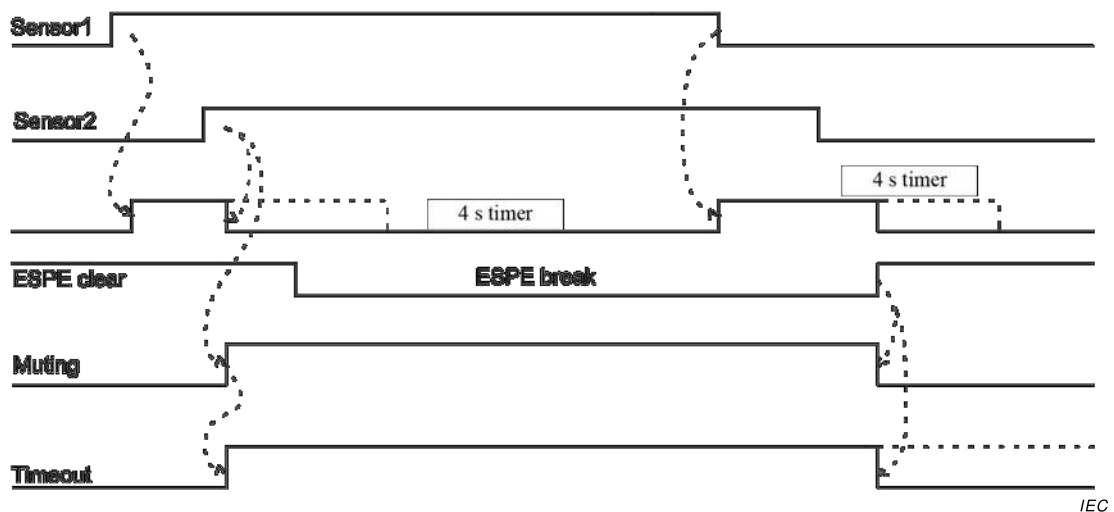 Sensor1
Sensor2
4 s timer
4 s timer
ESPE clear
ESPE break
Muting
Timeout
IEC